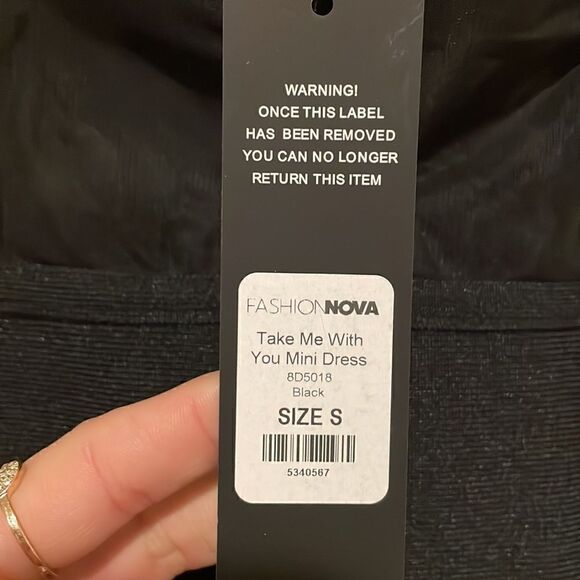 WARNING!
ONCE THIS LABEL
HAS BEEN REMOVED
YOU CAN NO LONGER
RETURN THIS ITEM
FASHIONNOVA
Take Me With
You Mini Dress
8D5018
Black
SIZE S
5340567